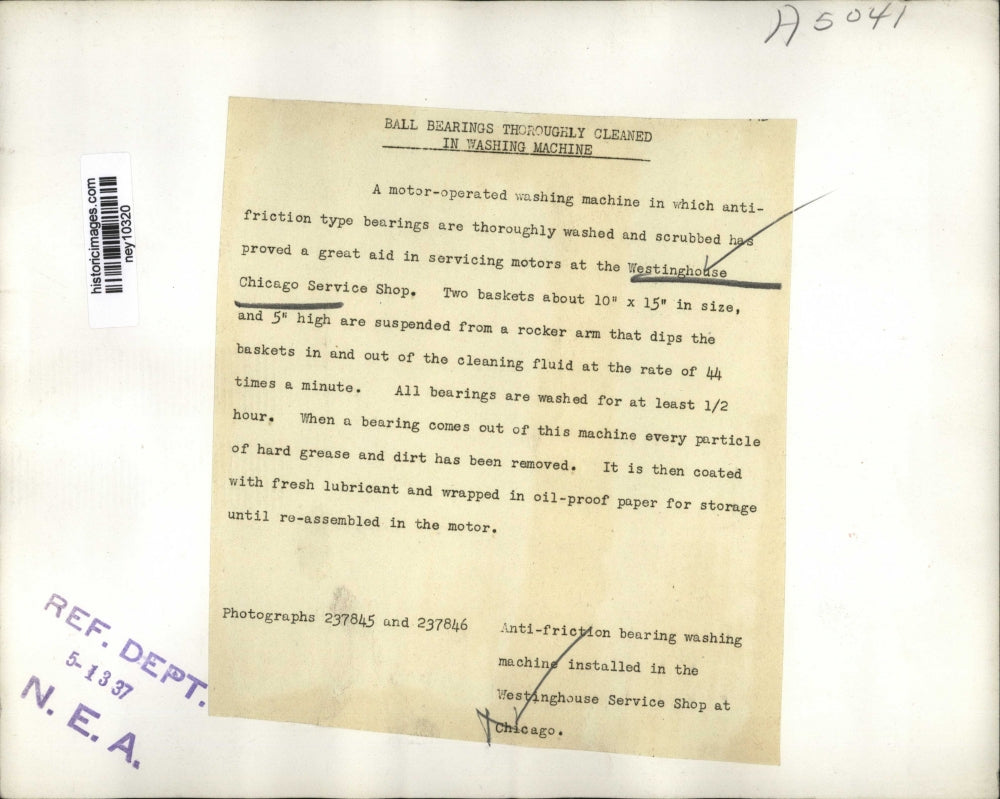 A5041
BALL BEARINGS THOROUGHLY CLEANED
IN WASHING MACHINE
A motor-operated washing machine in which anti-
friction type bearings are thoroughly washed and scrubbed has
proved a great aid in servicing motors at the Westinghouse
Chicago Service Shop. Two baskets about 10" x 15" in size,
and 5" high are suspended from a rocker arm that dips the
baskets in and out of the cleaning fluid at the rate of 44
times a minute. All bearings are washed for at least 1/2
hour. When a bearing comes out of this machine every particle
of hard grease and dirt has been removed. It is then coated
with fresh lubricant and wrapped in oil-proof paper for storage
until re-assembled in the motor.
Photographs 237845 and 237846
Anti-friction bearing washing
machine installed in the
Westinghouse Service Shop at
Chicago.
historicimages.com
ney10320
REF. DEPT.
5-1337
N. E. A.